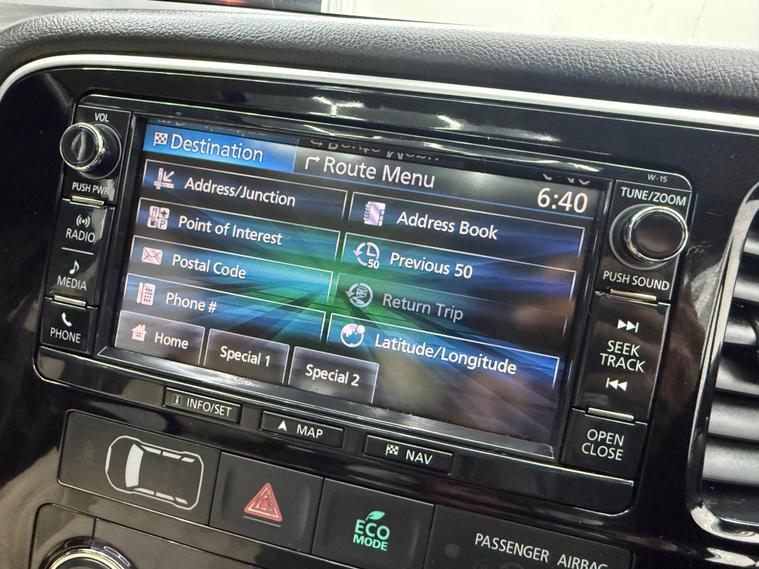 VOL
PUSH PWR
RADIO
MEDIA
PHONE
Destination
Route Menu
6:40
Address/Junction
Address Book
Point of Interest
50
Previous 50
Postal Code
Return Trip
Phone #
Latitude/Longitude
Home
Special 1
Special 2
W-15
TUNE/ZOOM
PUSH SOUND
SEEK
TRACK
OPEN
CLOSE
i INFO/SET
MAP
NAV
ECO
MODE
PASSENGER AIRBAG